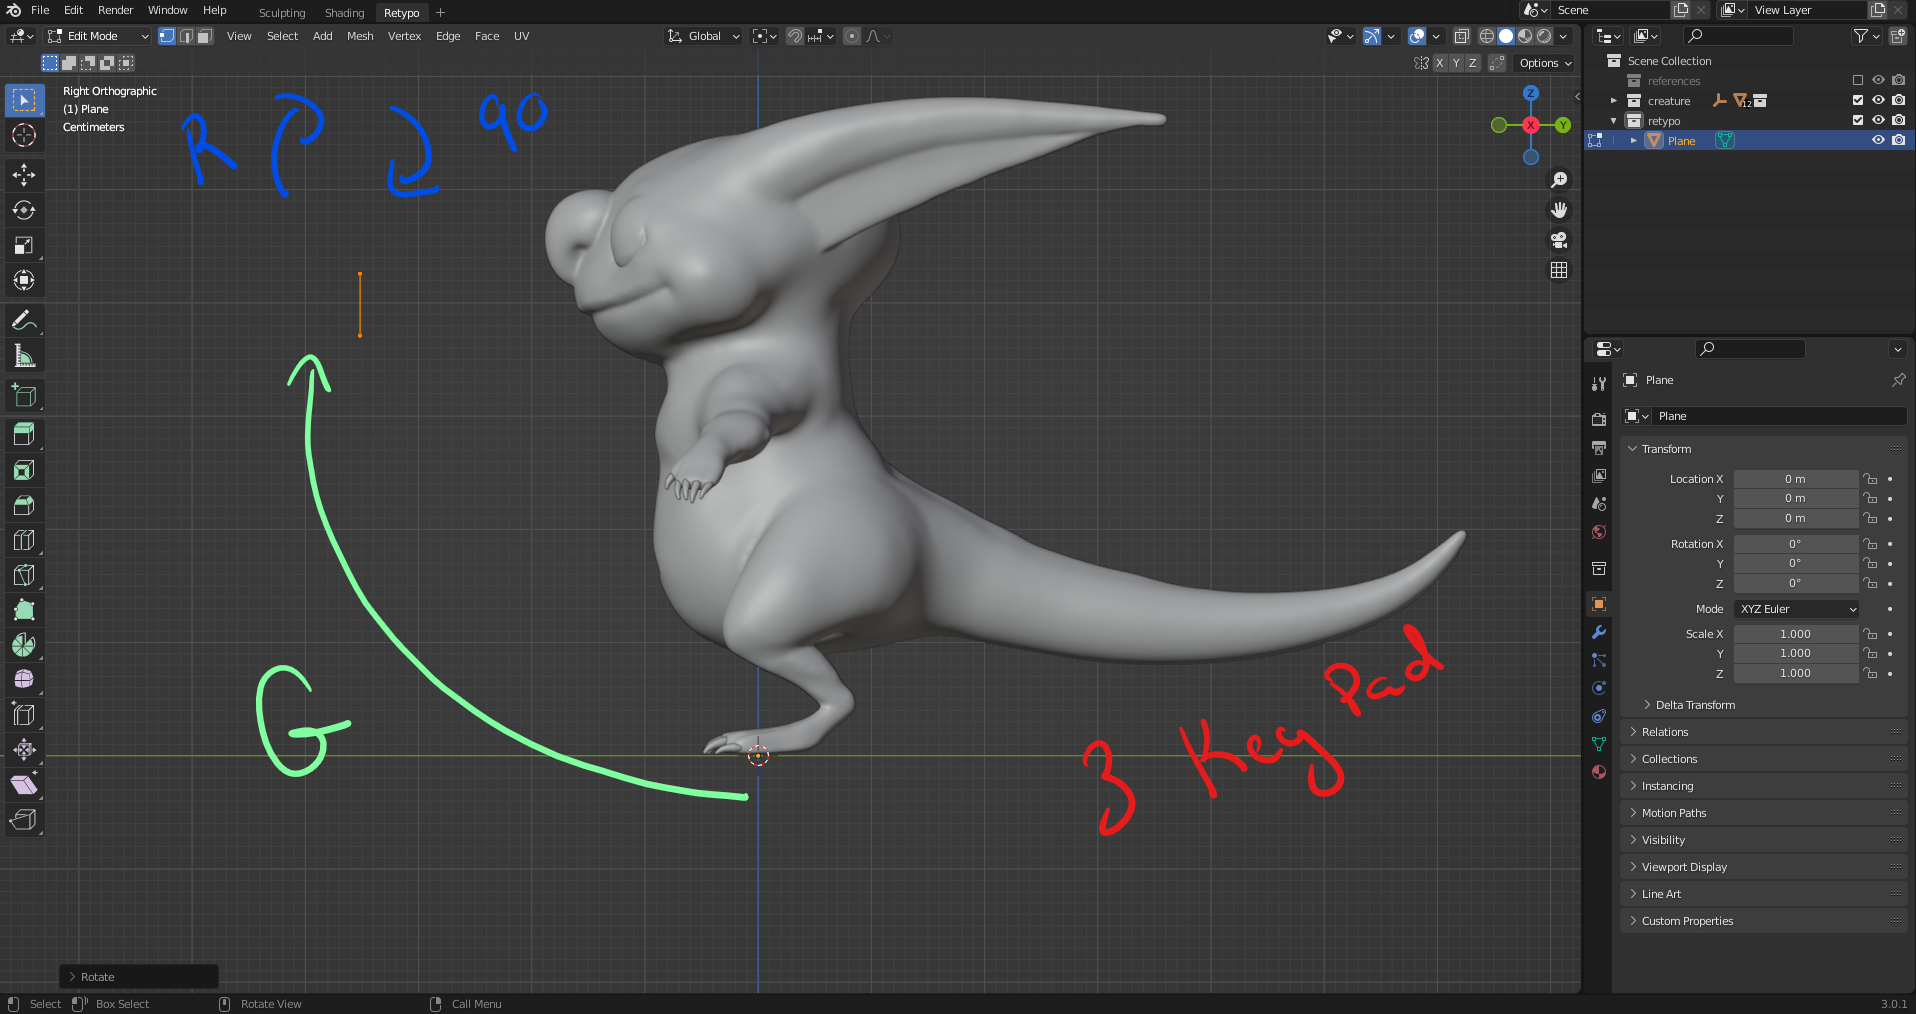 File Edit Render Window Help Sculpting Shading Retypo + Scene View Layer
Edit Mode View Select Add Mesh Vertex Edge Face UV Global
X Y Z Options
Right Orthographic
(1) Plane
Centimeters
R 90
Z
X Y
G
3 Key Pad
Rotate
Scene Collection
references
creature 12
retypo
Plane
Plane
Plane
Transform
Location X 0 m
Y 0 m
Z 0 m
Rotation X 0°
Y 0°
Z 0°
Mode XYZ Euler
Scale X 1.000
Y 1.000
Z 1.000
Delta Transform
Relations
Collections
Instancing
Motion Paths
Visibility
Viewport Display
Line Art
Custom Properties
Select Box Select Rotate View Call Menu 3.0.1